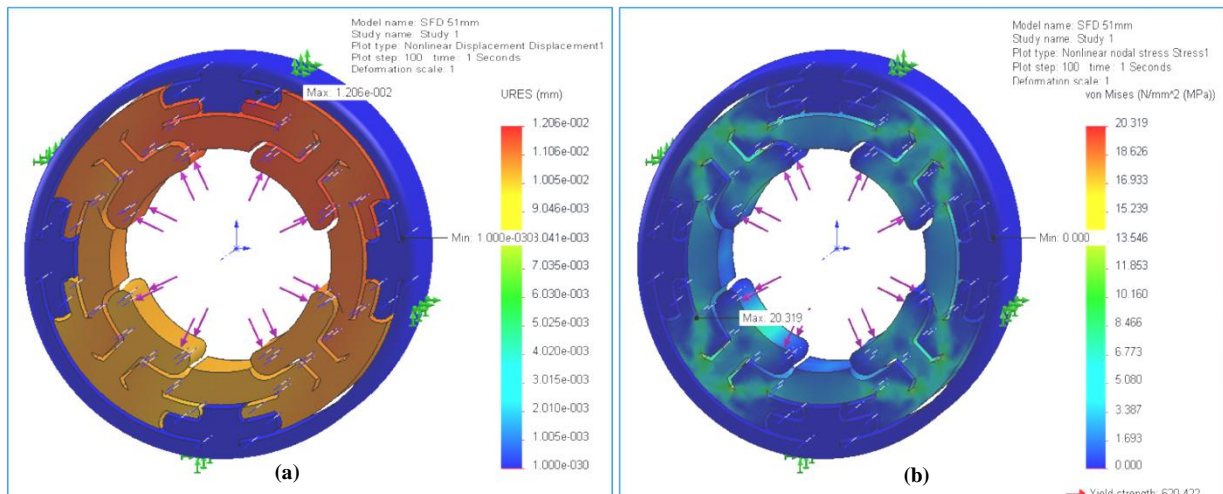 Model name: SFD 51mm
Study name: Study 1
Plot type: Nonlinear Displacement Displacement1
Plot step: 100 time: 1 Seconds
Deformation scale: 1
Max: 1.206e-002
URES (mm)
1.206e-002
1.106e-002
1.005e-002
9.046e-003
Min: 1.000e-030
8.041e-003
7.035e-003
6.030e-003
5.025e-003
4.020e-003
3.015e-003
2.010e-003
1.005e-003
1.000e-030
(a)
Model name: SFD 51mm
Study name: Study 1
Plot type: Nonlinear nodal stress Stress1
Plot step: 100 time: 1 Seconds
Deformation scale: 1
von Mises (N/mm^2 (MPa))
20.319
18.626
16.933
15.239
Min: 0.000
13.546
11.853
10.160
Max: 20.319
8.466
6.773
5.080
3.387
1.693
0.000
(b)
Yield strength: 620.422